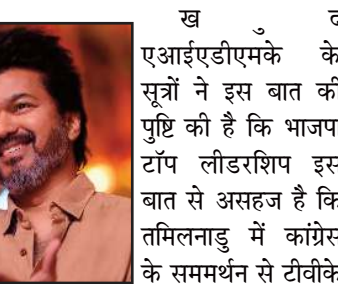 खुद
एआईएडीएमके के
सूत्रों ने इस बात की
पुष्टि की है कि भाजपा
टॉप लीडरशिप इस
बात से असहज है कि
तमिलनाडु में कांग्रेस
के सममर्थन से टीवीके